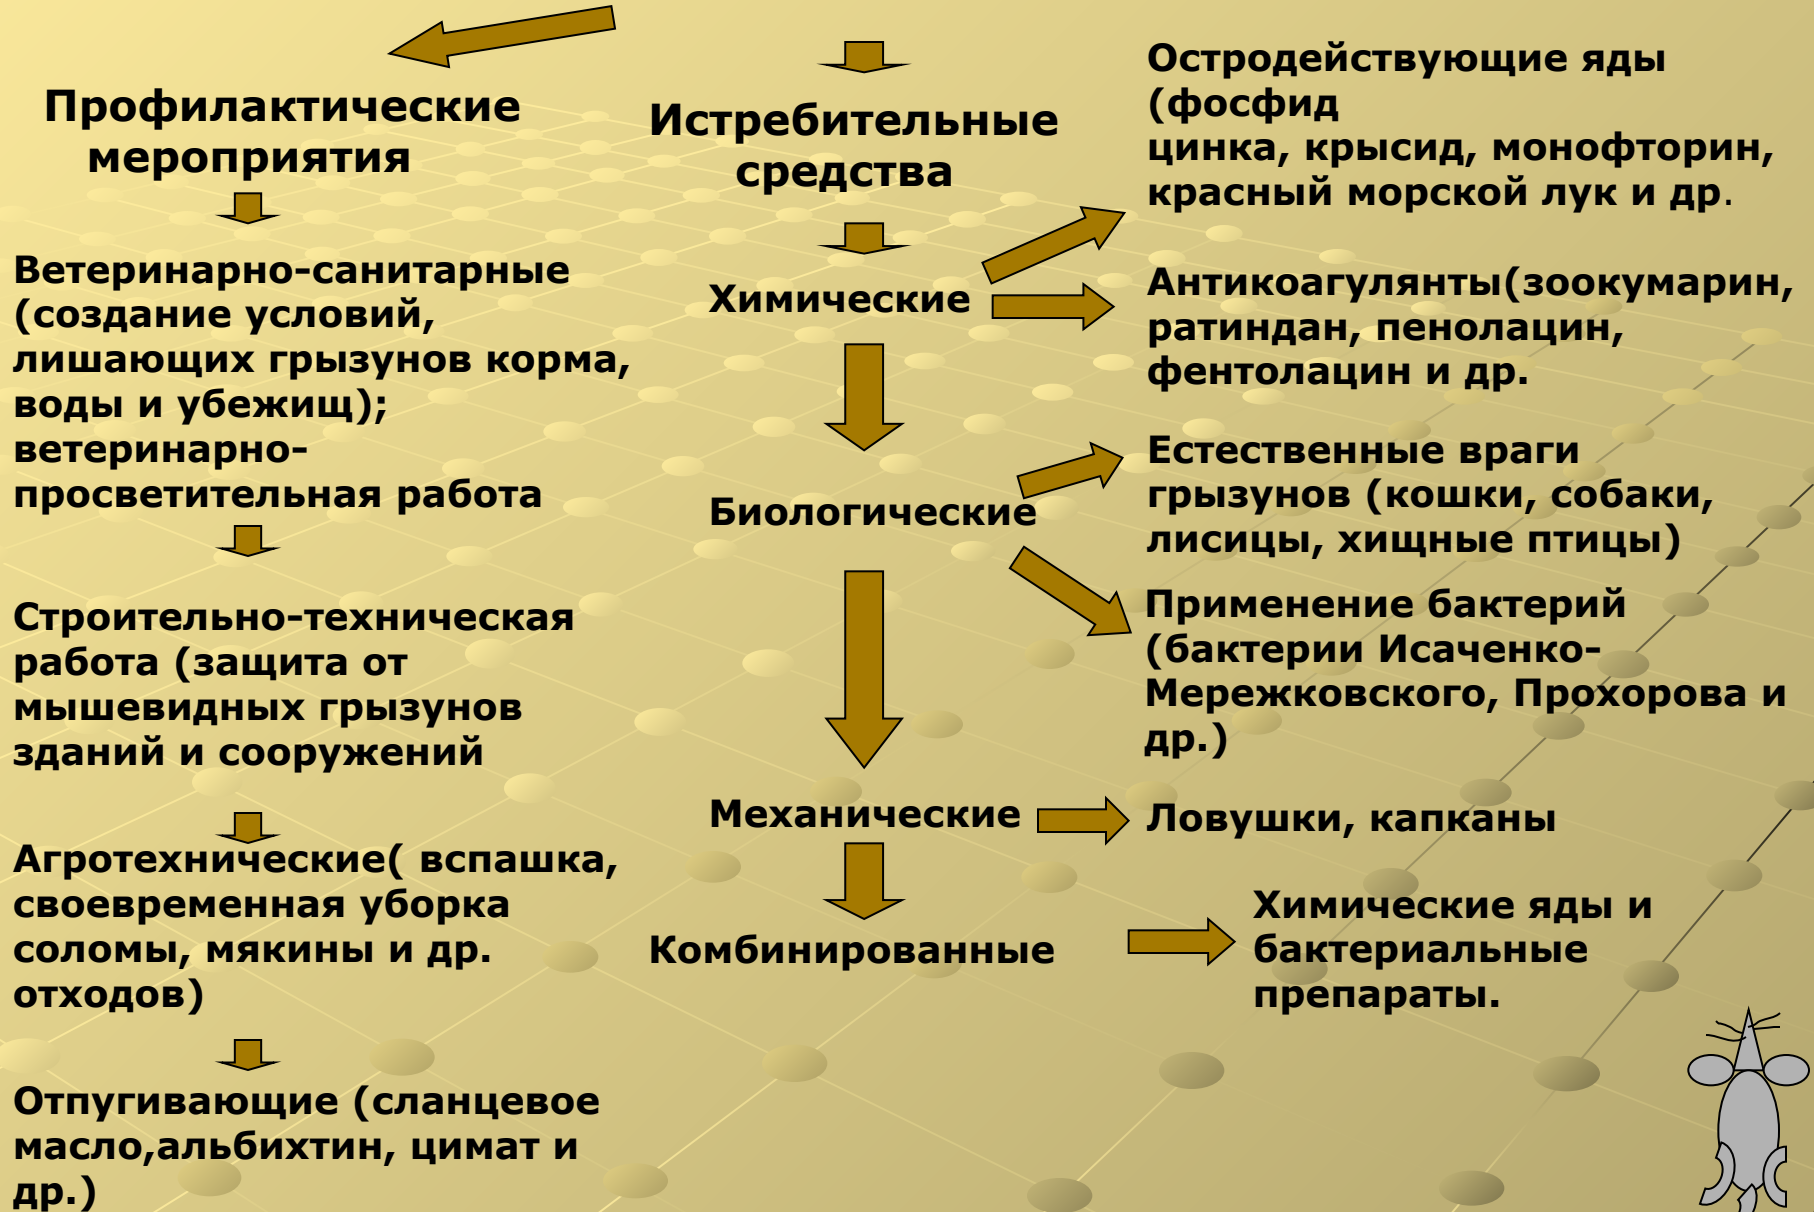 Профилактические
мероприятия
Ветеринарно-санитарные
(создание условий,
лишающих грызунов корма,
воды и убежищ);
ветеринарно-
просветительная работа
Строительно-техническая
работа (защита от
мышевидных грызунов
зданий и сооружений
Агротехнические( вспашка,
своевременная уборка
соломы, мякины и др.
отходов)
Отпугивающие (сланцевое
масло,альбихтин, цимат и
др.)
Истребительные
средства
Химические
Остродействующие яды
(фосфид
цинка, крысид, монофторин,
красный морской лук и др.
Антикоагулянты(зоокумарин,
ратиндан, пенолацин,
фентолацин и др.
Биологические
Естественные враги
грызунов (кошки, собаки,
лисицы, хищные птицы)
Применение бактерий
(бактерии Исаченко-
Мережковского, Прохорова и
др.)
Механические
Ловушки, капканы
Комбинированные
Химические яды и
бактериальные
препараты.